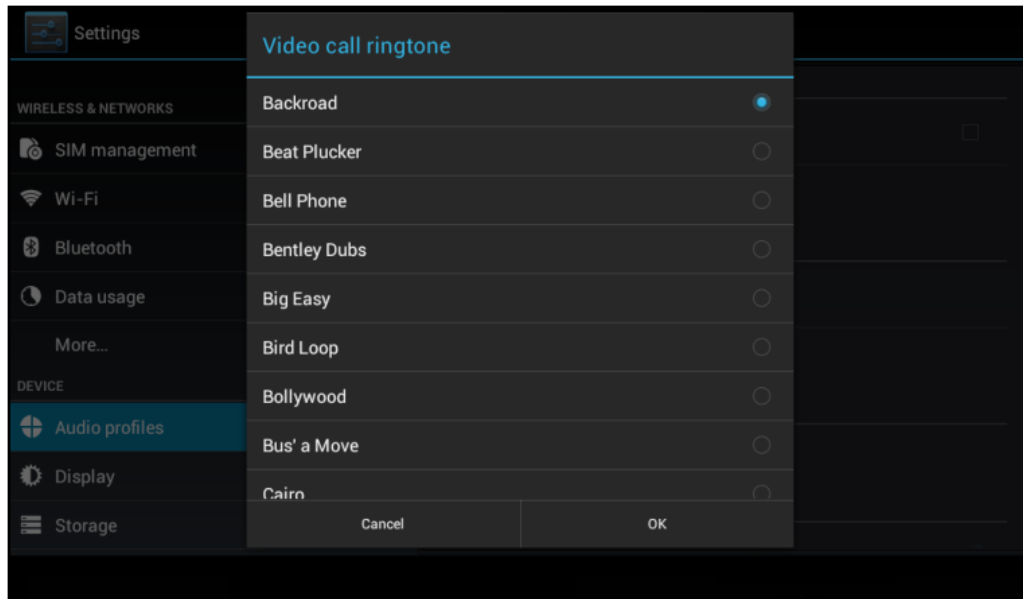 Settings
WIRELESS & NETWORKS
SIM management
Wi-Fi
Bluetooth
Data usage
More...
DEVICE
Audio profiles
Display
Storage
Video call ringtone
Backroad
Beat Plucker
Bell Phone
Bentley Dubs
Big Easy
Bird Loop
Bollywood
Bus' a Move
Cairo
Cancel OK